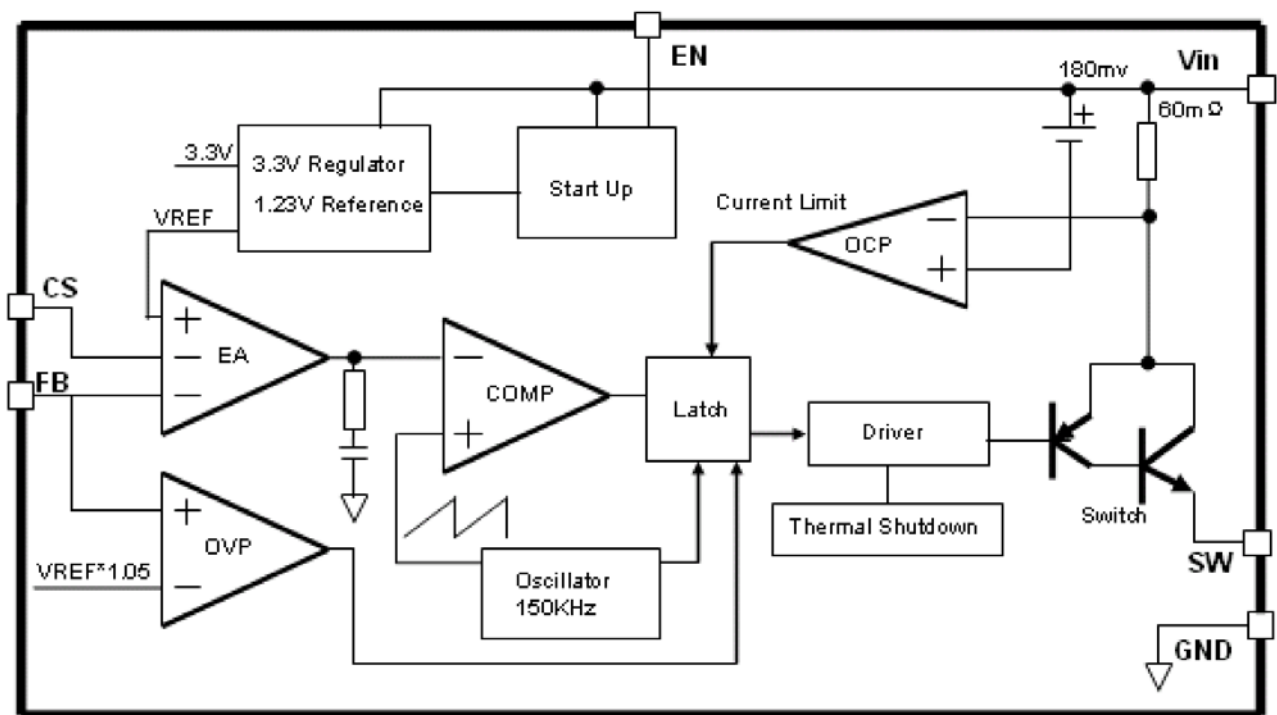 EN
180mv
Vin
60mΩ
3.3V
3.3V Regulator
1.23V Reference
Start Up
VREF
Current Limit
OCP
CS
EA
FB
COMP
Latch
Driver
Thermal Shutdown
Switch
OVP
VREF*1.05
Oscillator
150KHz
SW
GND